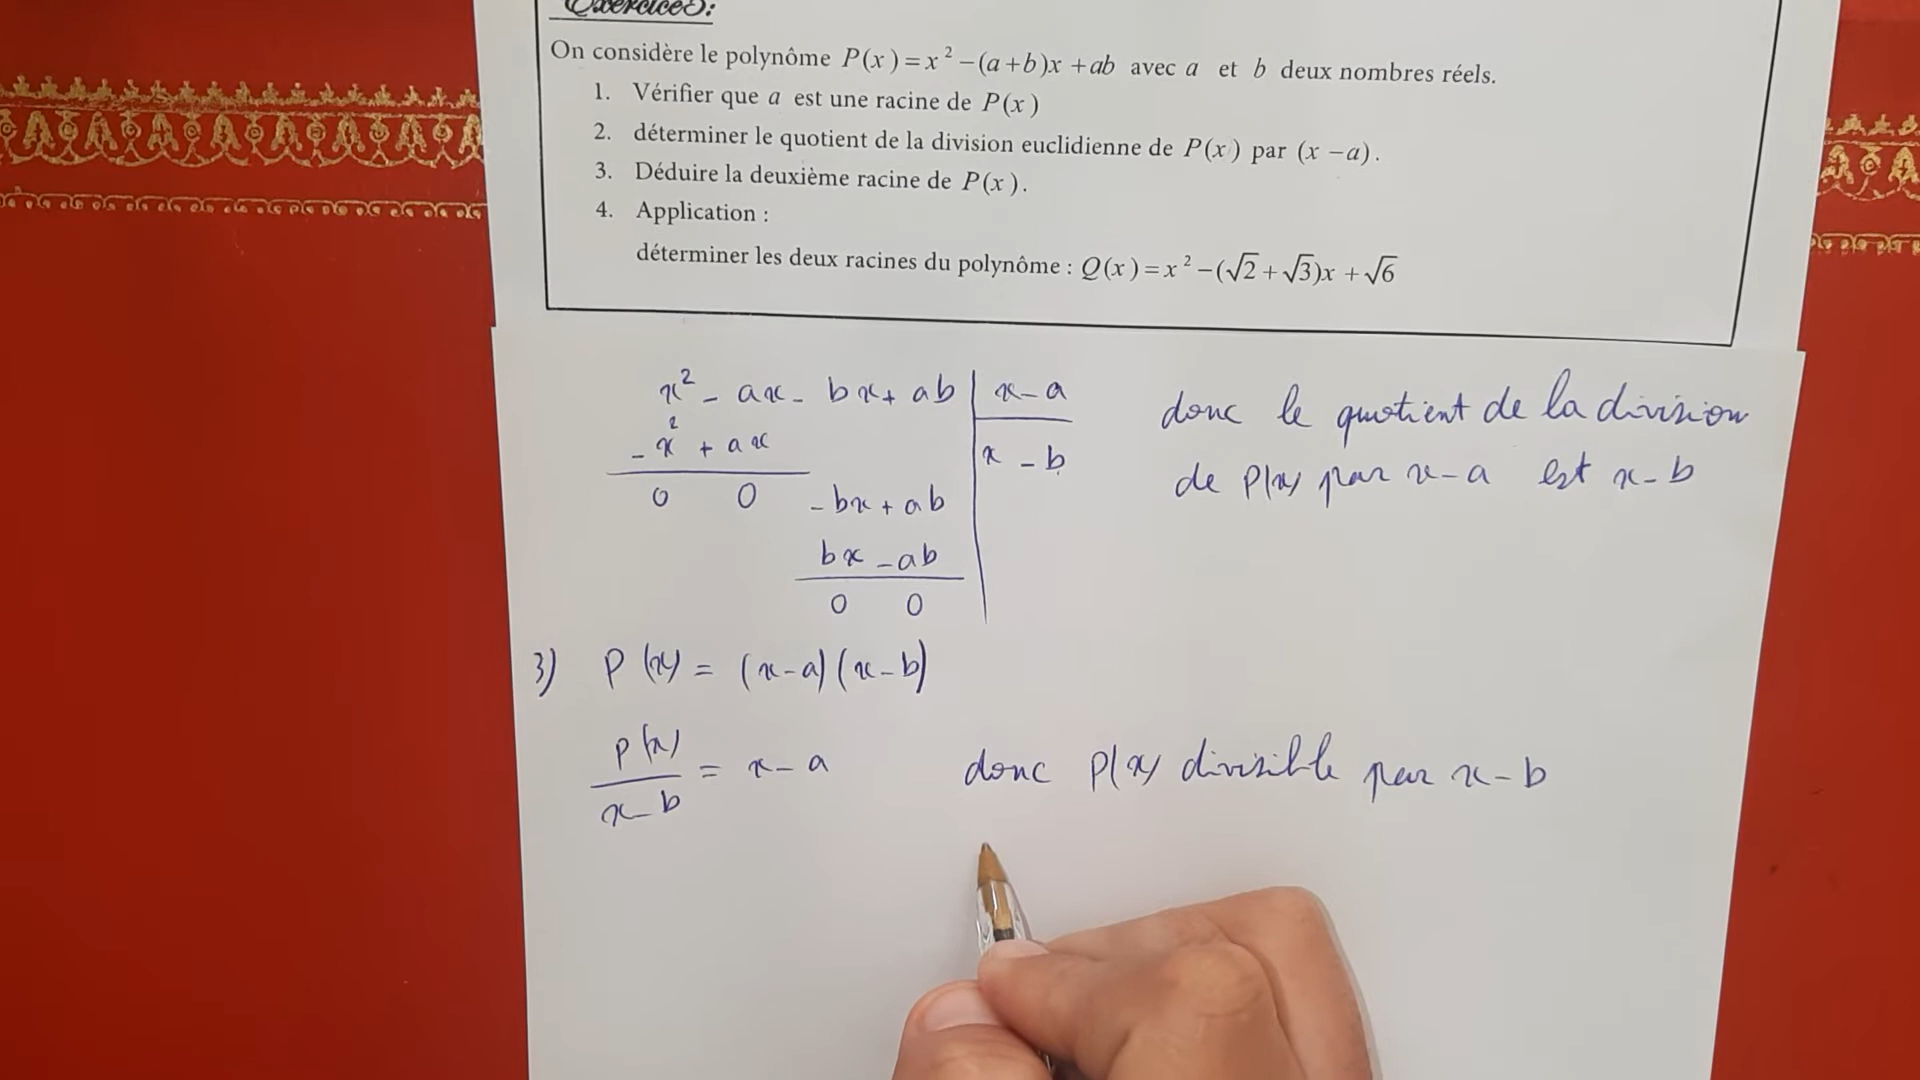 Exercice5:
On considère le polynôme P(x)=x²−(a+b)x+ab avec a et b deux nombres réels.
1. Vérifier que a est une racine de P(x)
2. déterminer le quotient de la division euclidienne de P(x) par (x−a).
3. Déduire la deuxième racine de P(x).
4. Application :
déterminer les deux racines du polynôme : Q(x)=x²−(√2+√3)x+√6
x² - ax - bx + ab | x - a
- x² + ax
x - b
0 0 - bx + ab
bx - ab
0 0
donc le quotient de la division
de P(x) par x - a est x - b
3) P(x) = (x - a)(x - b)
P(x) / x - b = x - a donc P(x) divisible par x - b